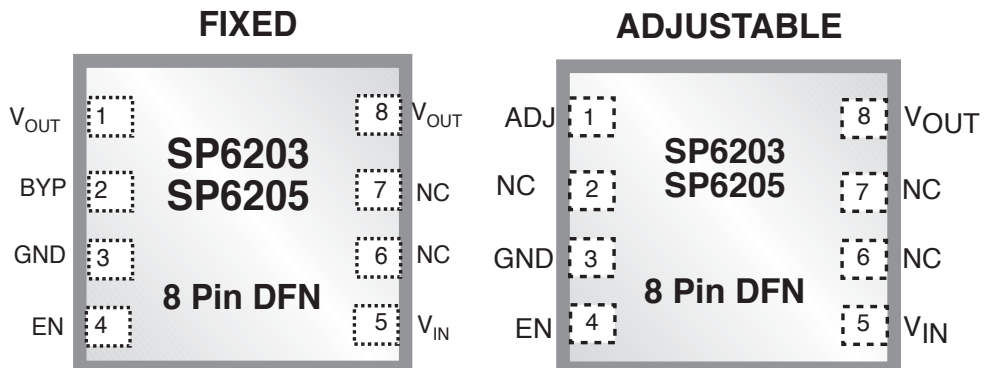 FIXED
VOUT 1 8 VOUT
SP6203
BYP 2 SP6205 7 NC
GND 3 6 NC
8 Pin DFN
EN 4 5 VIN
ADJUSTABLE
ADJ 1 8 VOUT
SP6203
NC 2 SP6205 7 NC
GND 3 6 NC
8 Pin DFN
EN 4 5 VIN